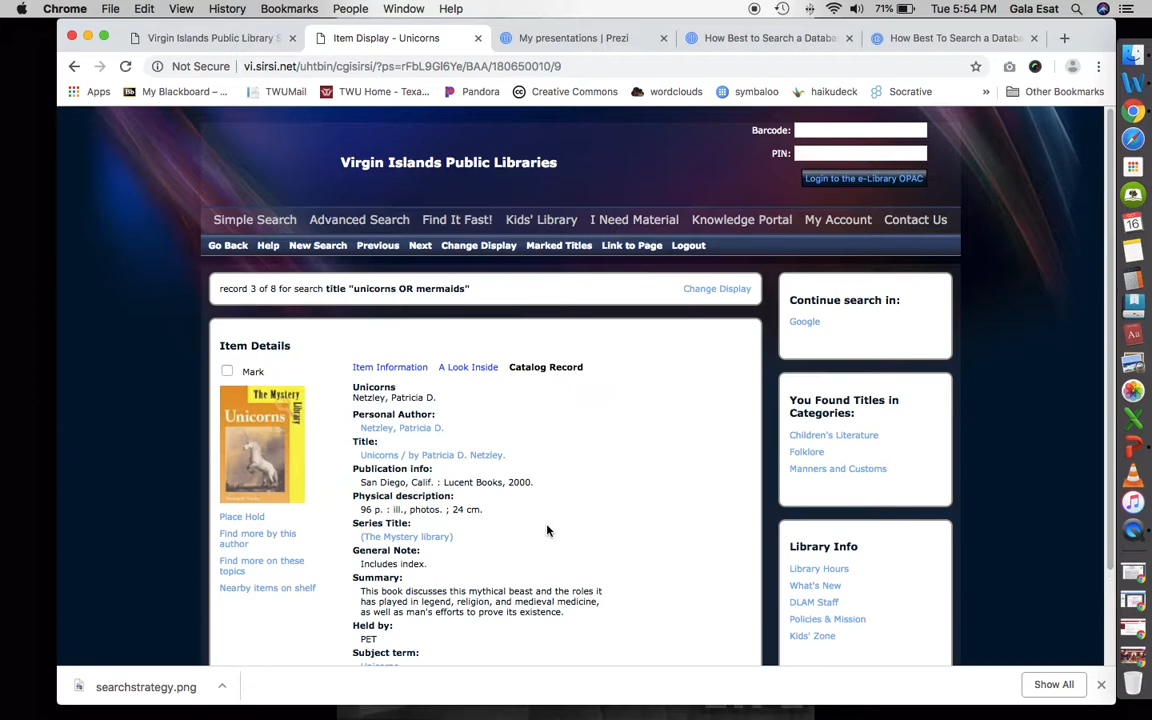 Chrome File Edit View History Bookmarks People Window Help 71% Tue 5:54 PM Gala Esat
Virgin Islands Public Library S Item Display - Unicorns My presentations | Prezi How Best to Search a Databas How Best To Search a Databa
Not Secure vi.sirsi.net/uhtbin/cgisirsi/?ps=rFbL9Gl6Ye/BAA/180650010/9
Apps My Blackboard – ... TWUMail TWU Home - Texa... Pandora Creative Commons wordclouds symbaloo haikudeck Socrative » Other Bookmarks
Barcode:
Virgin Islands Public Libraries
PIN:
Login to the e-Library OPAC
Simple Search Advanced Search Find It Fast! Kids' Library I Need Material Knowledge Portal My Account Contact Us
Go Back Help New Search Previous Next Change Display Marked Titles Link to Page Logout
record 3 of 8 for search title "unicorns OR mermaids" Change Display
Item Details
Mark
The Mystery Library
Unicorns
Place Hold
Find more by this
author
Find more on these
topics
Nearby items on shelf
Item Information A Look Inside Catalog Record
Unicorns
Netzley, Patricia D.
Personal Author:
Netzley, Patricia D.
Title:
Unicorns / by Patricia D. Netzley.
Publication info:
San Diego, Calif. : Lucent Books, 2000.
Physical description:
96 p. : ill., photos. ; 24 cm.
Series Title:
(The Mystery library)
General Note:
Includes index.
Summary:
This book discusses this mythical beast and the roles it
has played in legend, religion, and medieval medicine,
as well as man's efforts to prove its existence.
Held by:
PET
Subject term:
Continue search in:
Google
You Found Titles in
Categories:
Children's Literature
Folklore
Manners and Customs
Library Info
Library Hours
What's New
DLAM Staff
Policies & Mission
Kids' Zone
searchstrategy.png Show All
OCT
16
Aa